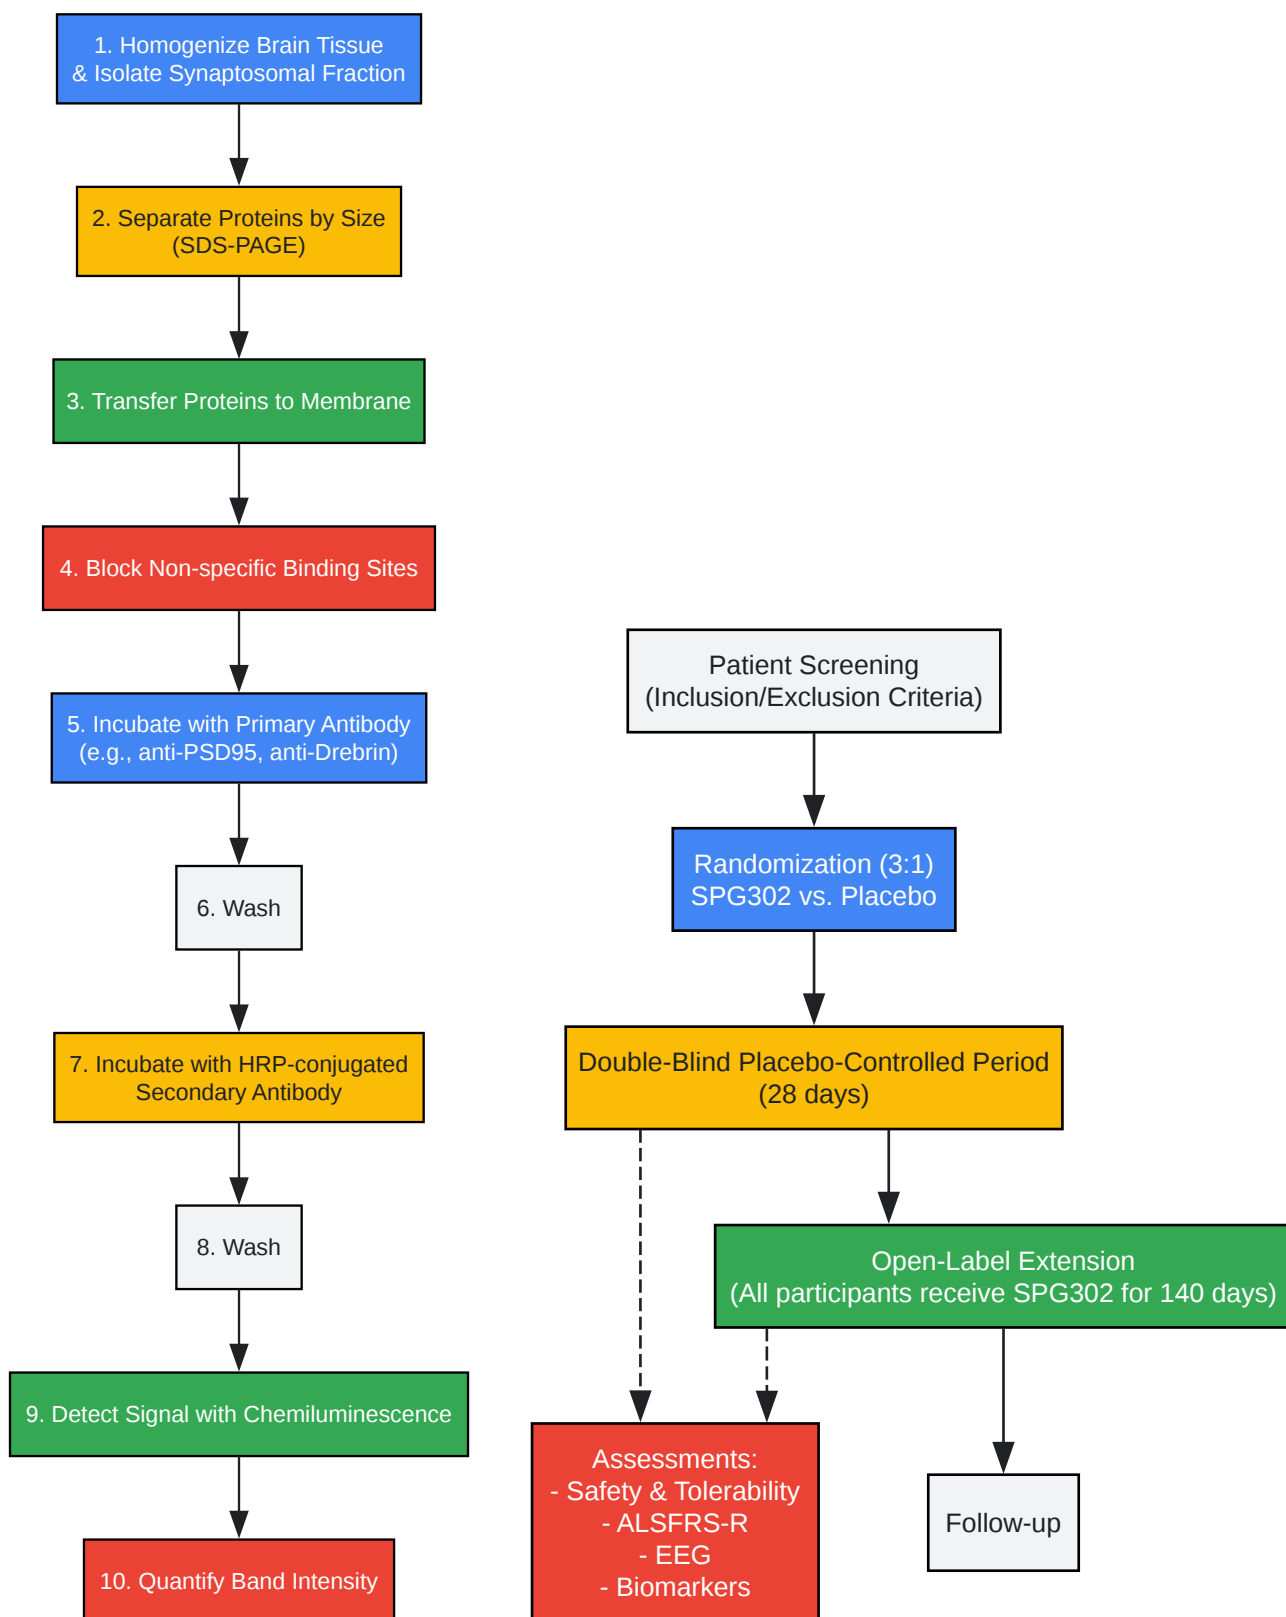 1. Homogenize Brain Tissue
& Isolate Synaptosomal Fraction
2. Separate Proteins by Size
(SDS-PAGE)
3. Transfer Proteins to Membrane
4. Block Non-specific Binding Sites
5. Incubate with Primary Antibody
(e.g., anti-PSD95, anti-Drebrin)
6. Wash
7. Incubate with HRP-conjugated
Secondary Antibody
8. Wash
9. Detect Signal with Chemiluminescence
10. Quantify Band Intensity
Patient Screening
(Inclusion/Exclusion Criteria)
Randomization (3:1)
SPG302 vs. Placebo
Double-Blind Placebo-Controlled Period
(28 days)
Open-Label Extension
(All participants receive SPG302 for 140 days)
Assessments:
- Safety & Tolerability
- ALSFRS-R
- EEG
- Biomarkers
Follow-up